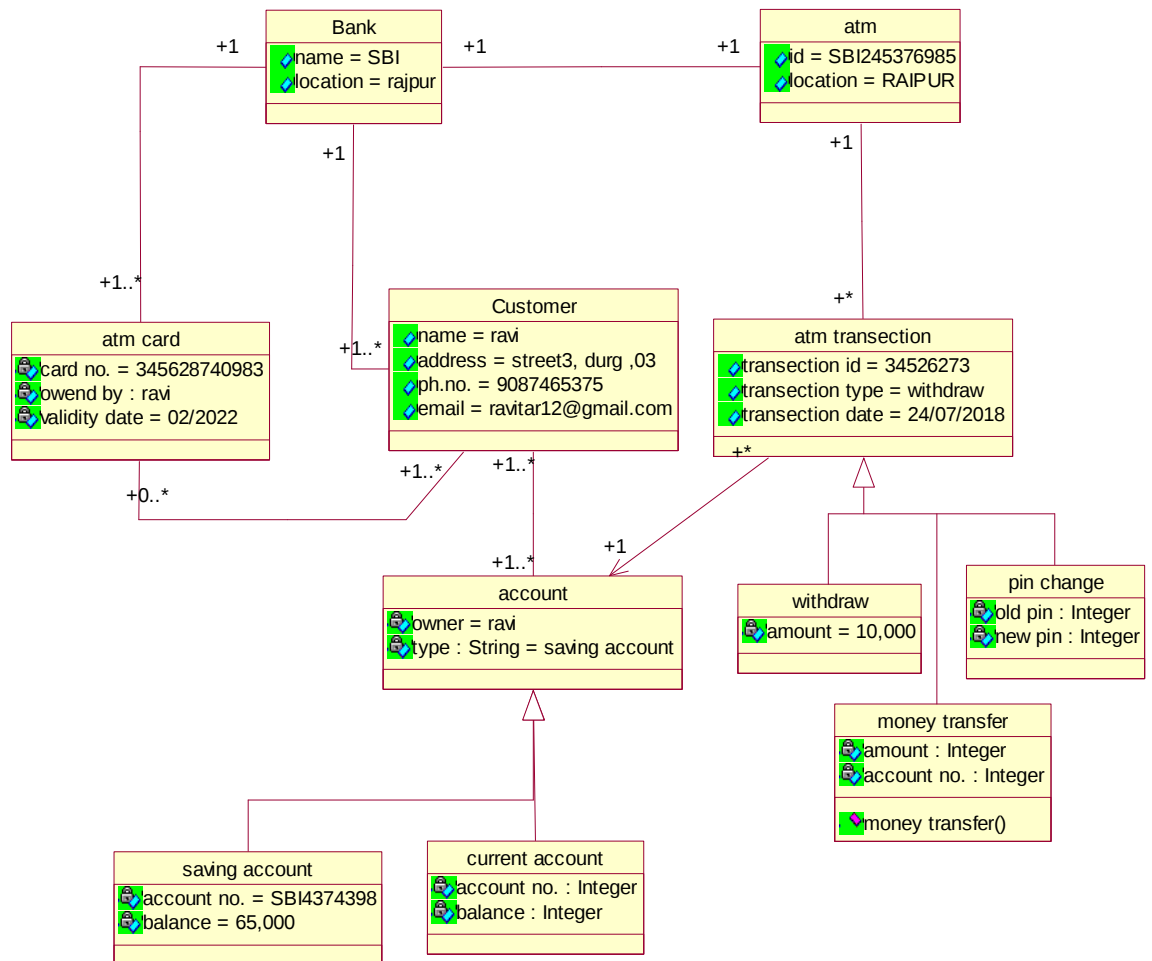 Bank
name = SBI
location = rajpur
atm
id = SBI245376985
location = RAIPUR
+1
+1
+1
+1
+1
+1..*
+1..*
+*
atm card
card no. = 345628740983
owend by : ravi
validity date = 02/2022
Customer
name = ravi
address = street3, durg ,03
ph.no. = 9087465375
email = ravitar12@gmail.com
atm transection
transection id = 34526273
transection type = withdraw
transection date = 24/07/2018
+0..*
+1..*
+1..*
+*
+1..*
+1
account
owner = ravi
type : String = saving account
withdraw
amount = 10,000
pin change
old pin : Integer
new pin : Integer
money transfer
amount : Integer
account no. : Integer
money transfer()
saving account
account no. = SBI4374398
balance = 65,000
current account
account no. : Integer
balance : Integer